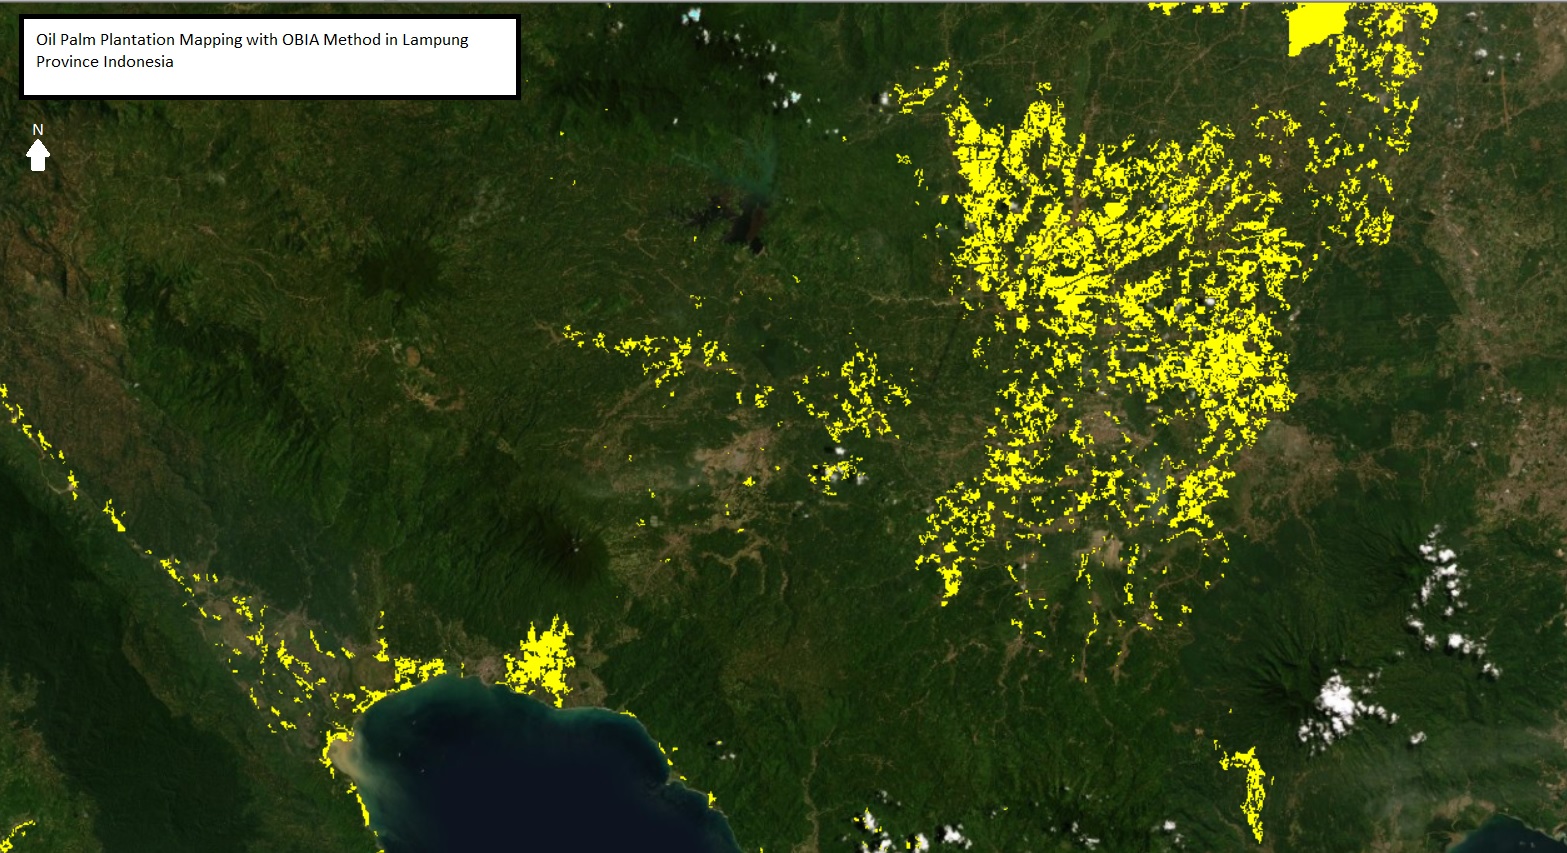 Oil Palm Plantation Mapping with OBIA Method in Lampung
Province Indonesia
N